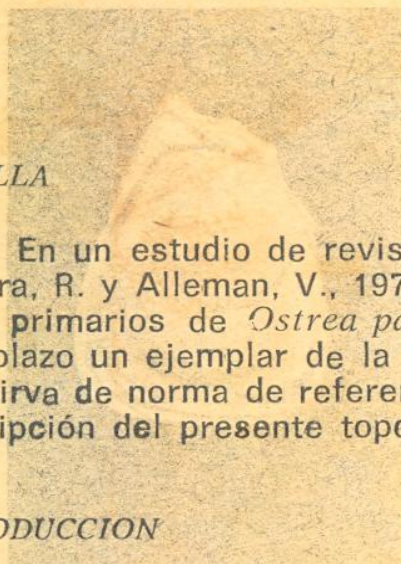 LLA
En un estudio de revis
ra, R. y Alleman, V., 197
primarios de Ostrea pa
plazo un ejemplar de la
irva de norma de referen
ipción del presente topo
ODUCCION